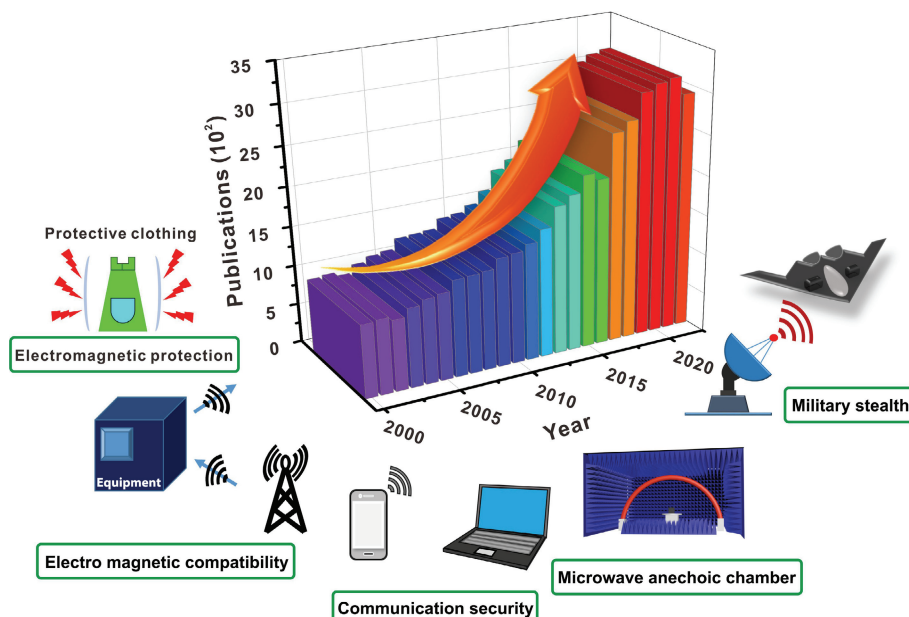 35
30
25
20
15
10
5
0
Publications (10²)
2000
2005
2010
2015
2020
Year
Protective clothing
Electromagnetic protection
Equipment
Electro magnetic compatibility
Communication security
Microwave anechoic chamber
Military stealth